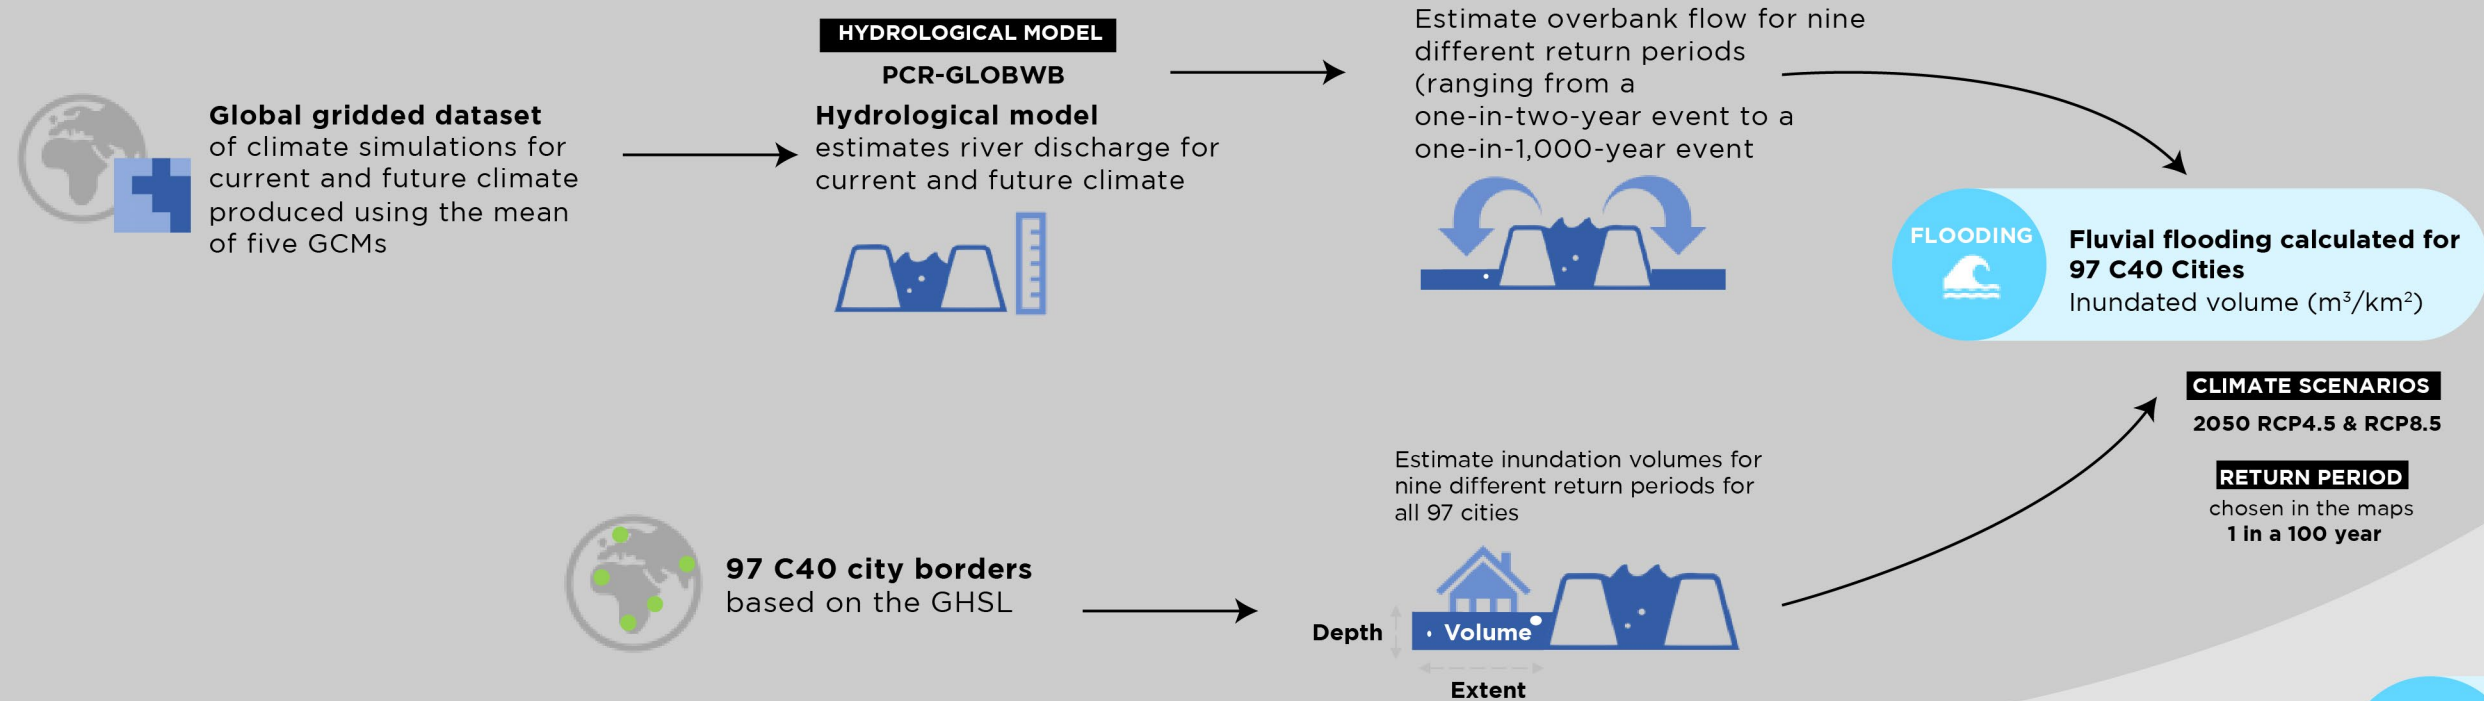 Global gridded dataset
of climate simulations for
current and future climate
produced using the mean
of five GCMs
HYDROLOGICAL MODEL
PCR-GLOBWB
Hydrological model
estimates river discharge for
current and future climate
Estimate overbank flow for nine
different return periods
(ranging from a
one-in-two-year event to a
one-in-1,000-year event
FLOODING
Fluvial flooding calculated for
97 C40 Cities
Inundated volume (m³/km²)
CLIMATE SCENARIOS
2050 RCP4.5 & RCP8.5
RETURN PERIOD
chosen in the maps
1 in a 100 year
97 C40 city borders
based on the GHSL
Estimate inundation volumes for
nine different return periods for
all 97 cities
Depth
Volume
Extent